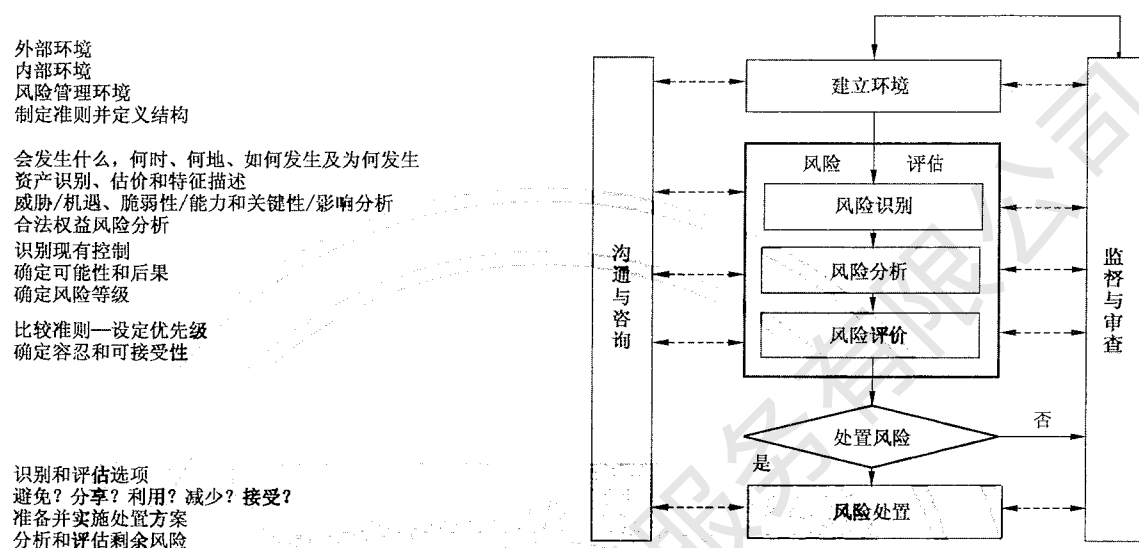 外部环境
内部环境
风险管理环境
制定准则并定义结构
会发生什么，何时、何地、如何发生及为何发生
资产识别、估价和特征描述
威胁/机遇、脆弱性/能力和关键性/影响分析
合法权益风险分析
识别现有控制
确定可能性和后果
确定风险等级
比较准则—设定优先级
确定容忍和可接受性
识别和评估选项
避免？分享？利用？减少？接受？
准备并实施处置方案
分析和评估剩余风险
沟通与咨询
建立环境
风险 评估
风险识别
风险分析
风险评价
处置风险
否
是
风险处置
监督与审查
服务有限公司